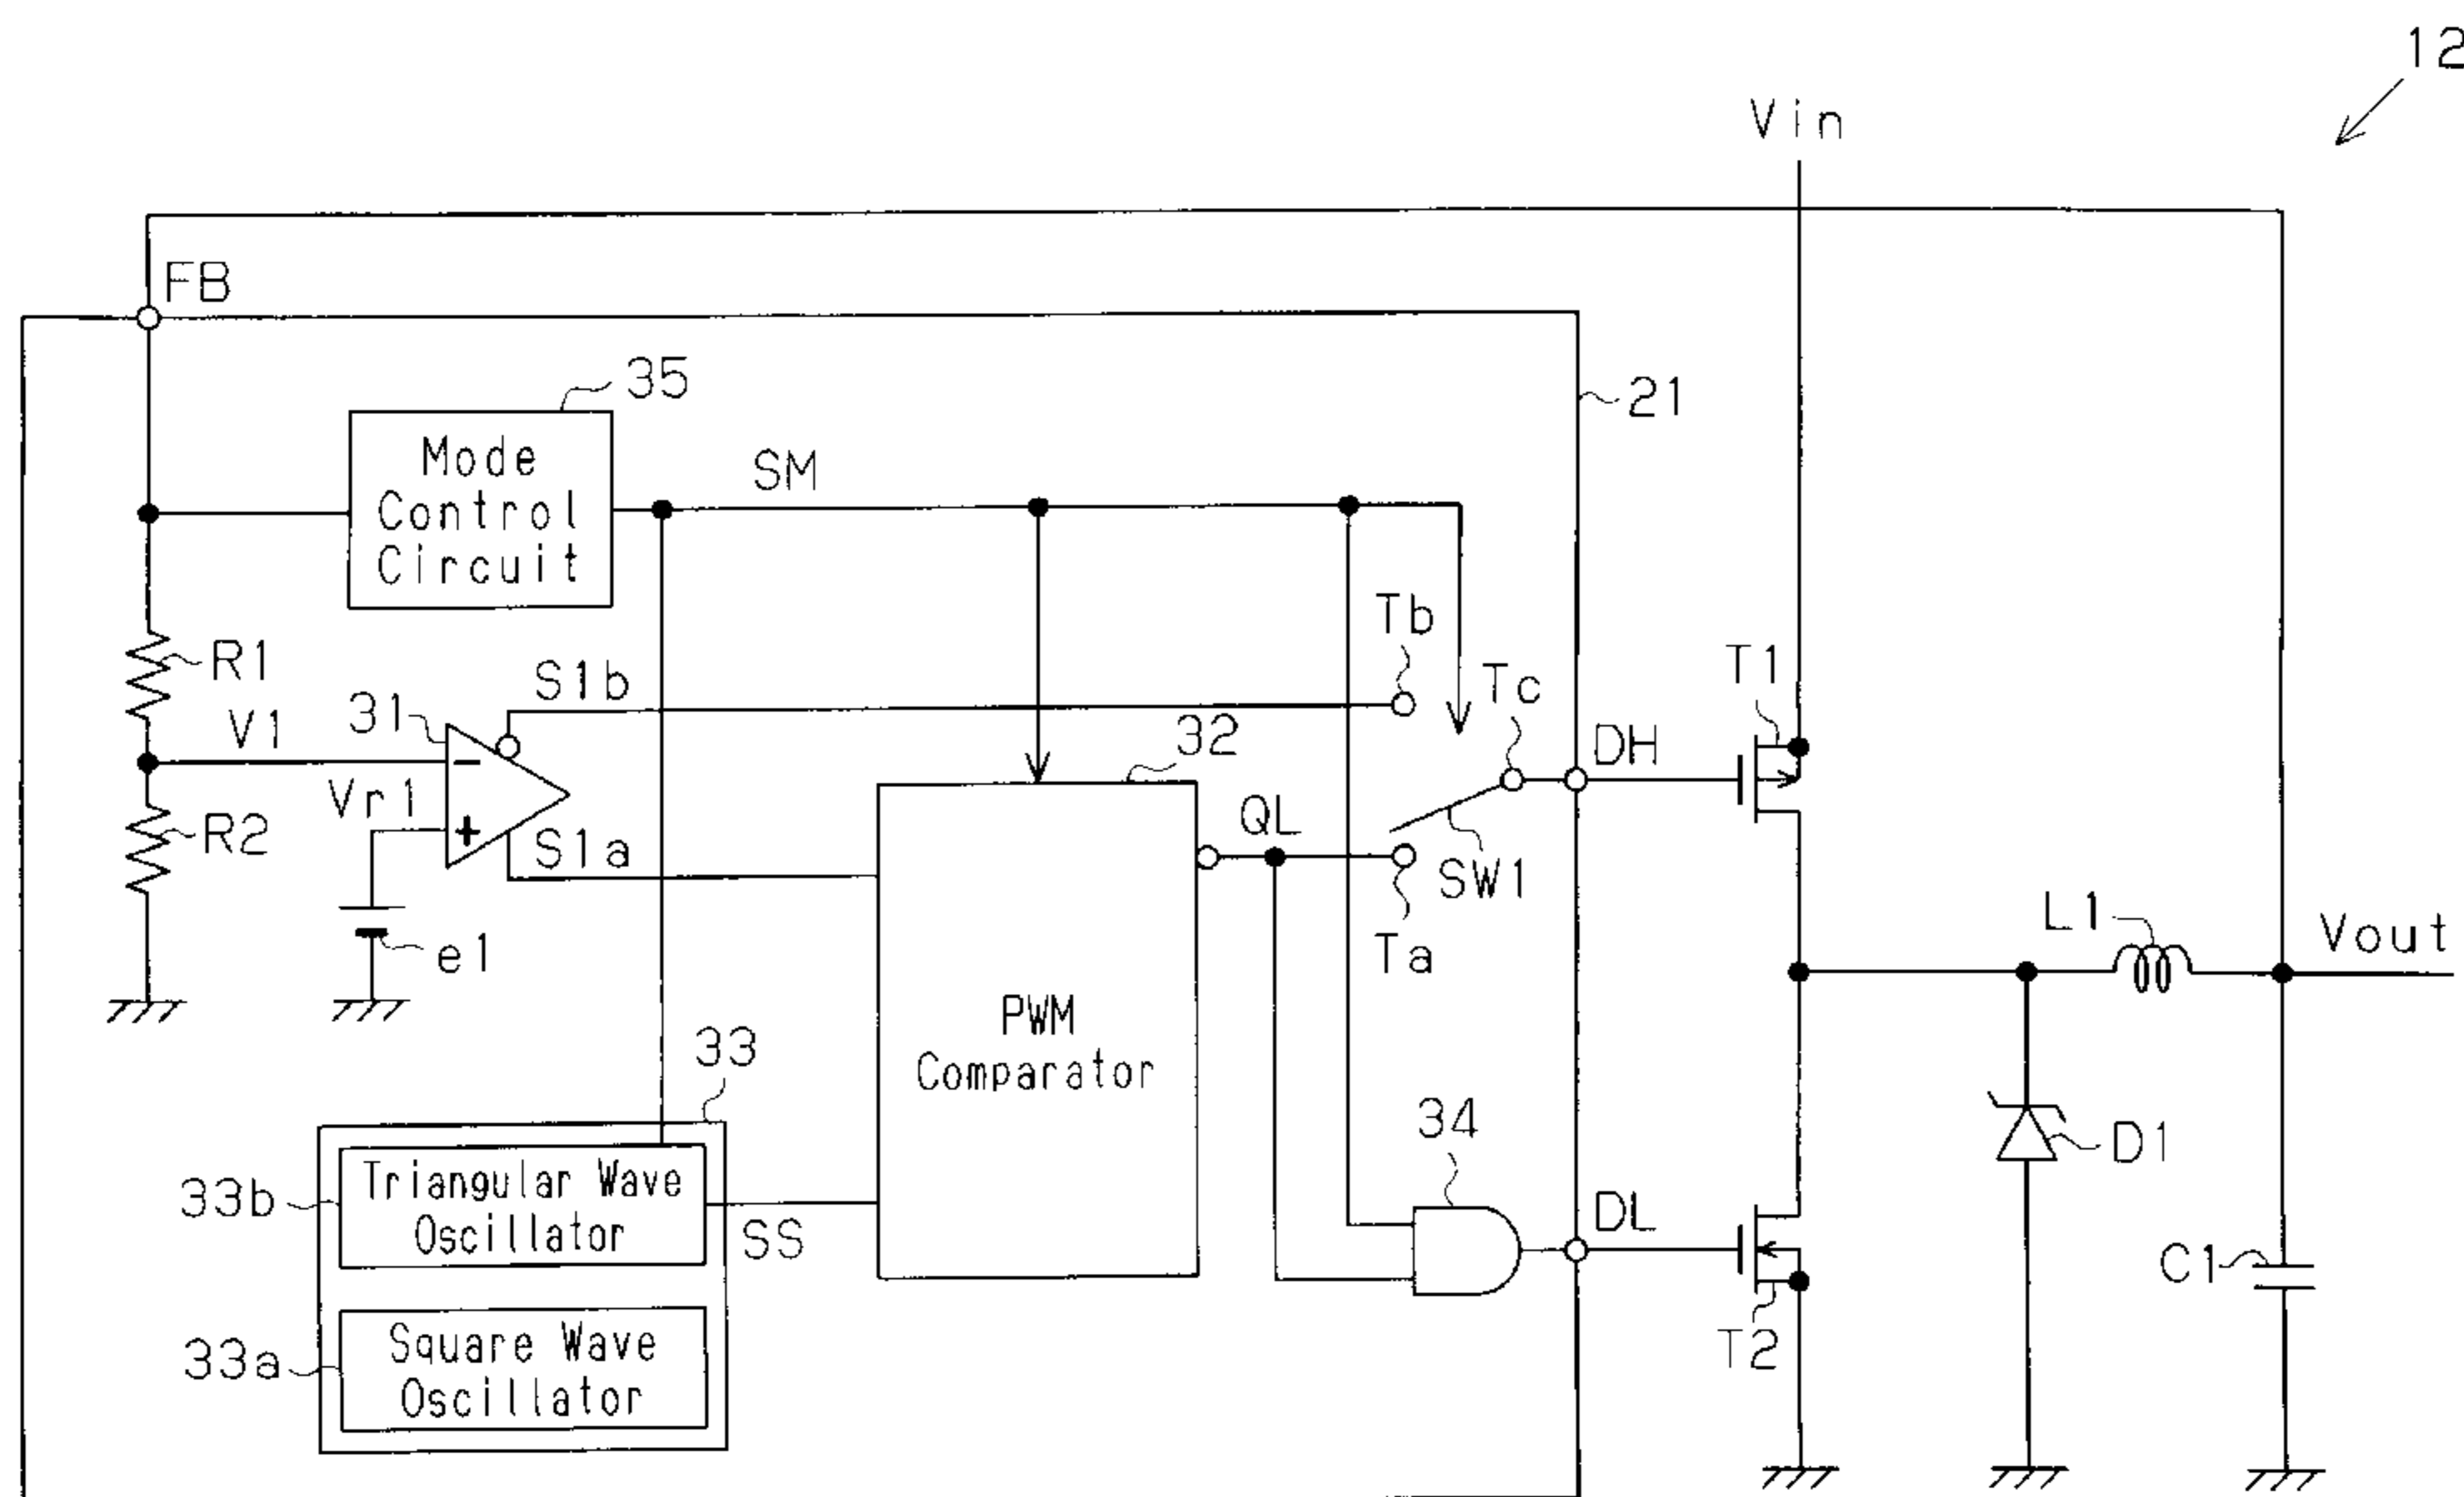 12
Vin
FB
35
21
Mode
Control
Circuit
SM
Tb
R1
S1b
Tc
T1
31
V1
32
DH
Vr1
R2
S1a
QL
SW1
e1
Ta
L1
Vout
PWM
Comparator
33
34
D1
33b
Triangular Wave
Oscillator
SS
DL
C1
33a
Square Wave
Oscillator
T2